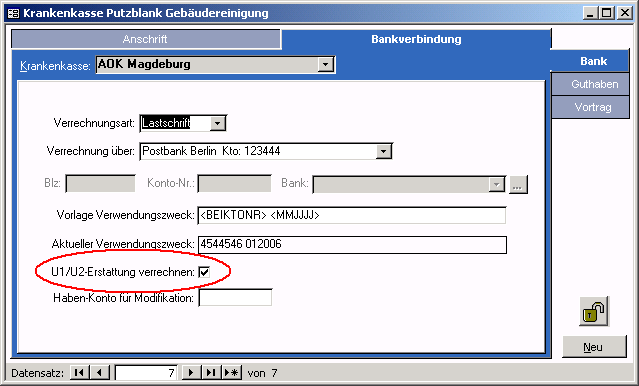 Krankenkasse Putzblank Gebäudereinigung
Anschrift
Bankverbindung
Krankenkasse: AOK Magdeburg
Bank
Guthaben
Vortrag
Verrechnungsart: Lastschrift
Verrechnung über: Postbank Berlin Kto: 123444
Blz: Konto-Nr.: Bank: ...
Vorlage Verwendungszweck: <BEIKTONR> <MMJJJJ>
Aktueller Verwendungszweck: 4544546 012006
U1/U2-Erstattung verrechnen:
Haben-Konto für Modifikation:
Neu
Datensatz: 7 von 7